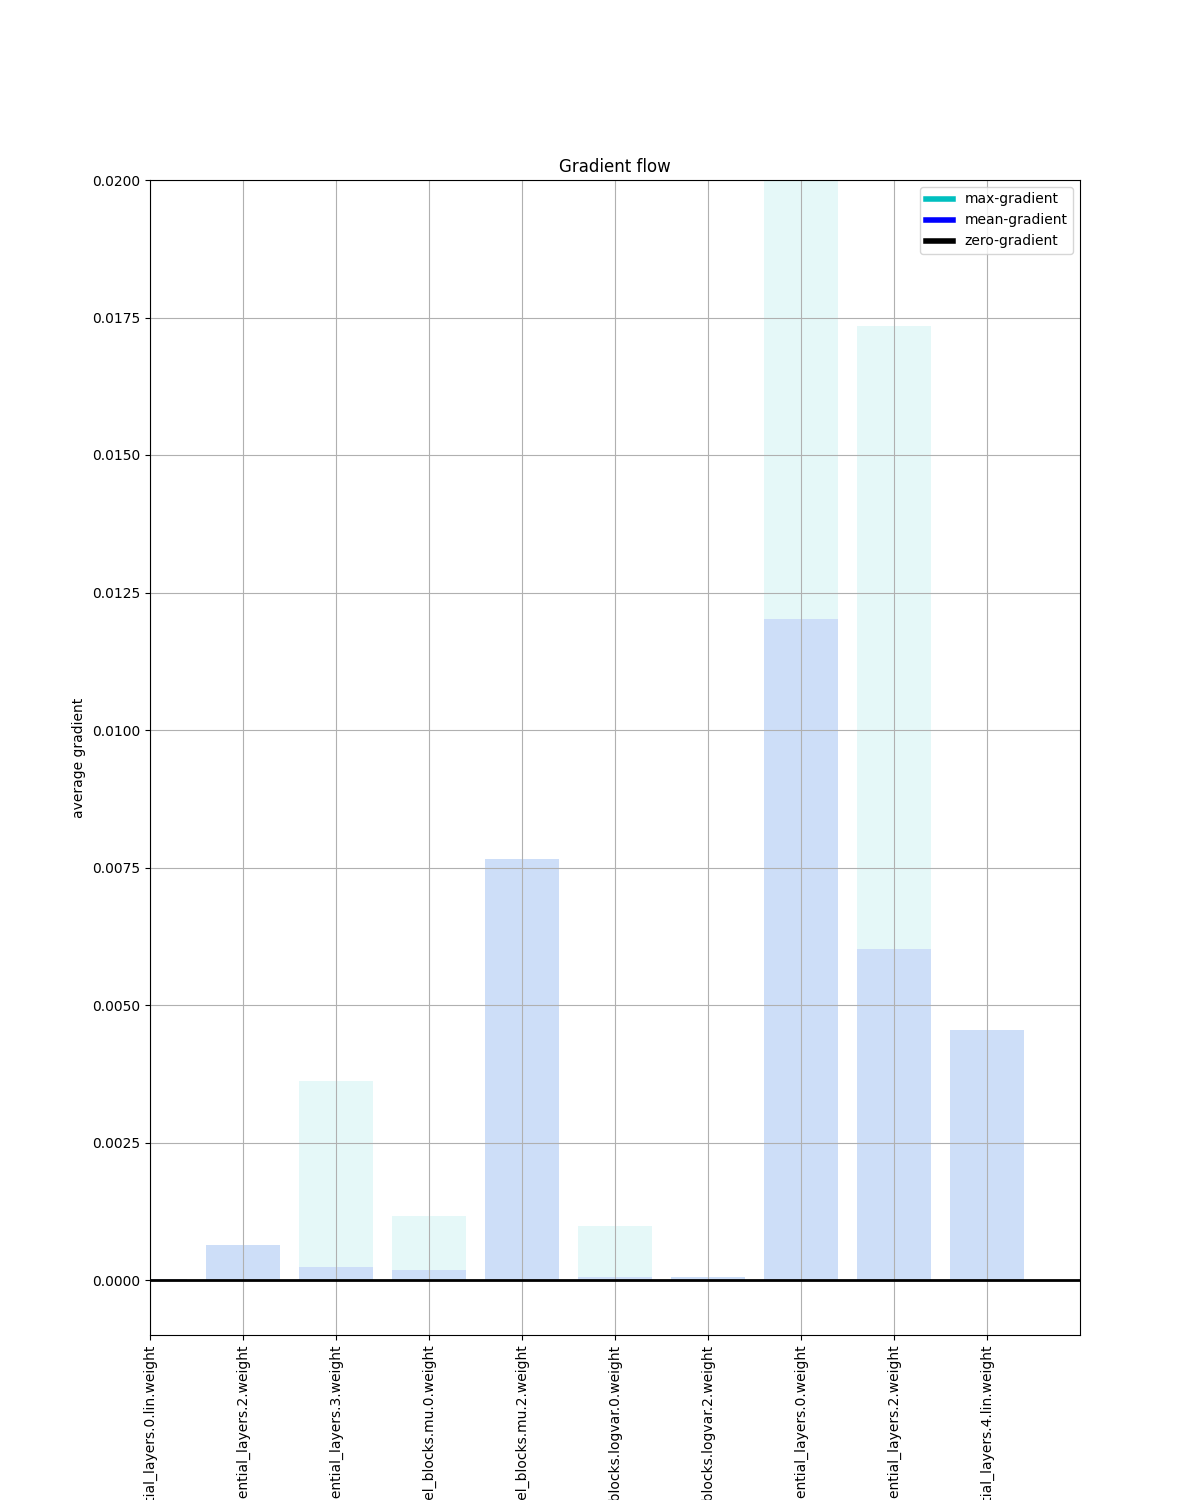 Gradient flow
max-gradient
mean-gradient
zero-gradient
0.0200
0.0175
0.0150
0.0125
0.0100
0.0075
0.0050
0.0025
0.0000
average gradient
tial_layers.0.lin.weight
ential_layers.2.weight
ential_layers.3.weight
el_blocks.mu.0.weight
el_blocks.mu.2.weight
blocks.logvar.0.weight
blocks.logvar.2.weight
ential_layers.0.weight
ential_layers.2.weight
tial_layers.4.lin.weight